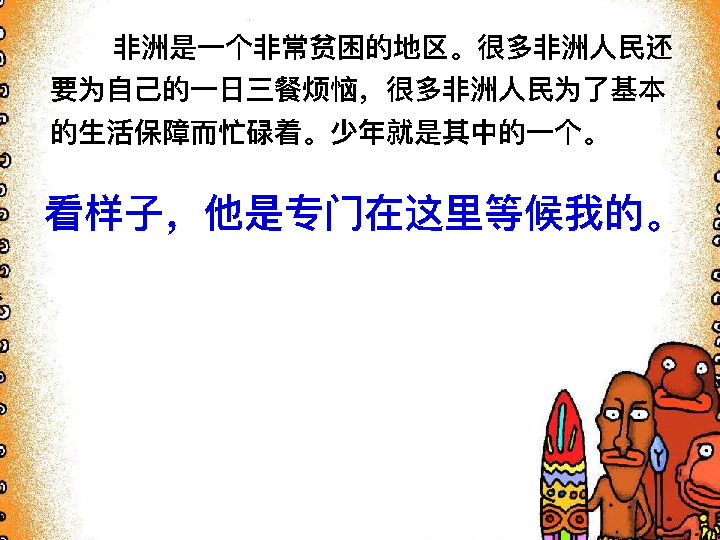 非洲是一个非常贫困的地区。很多非洲人民还
要为自己的一日三餐烦恼，很多非洲人民为了基本
的生活保障而忙碌着。少年就是其中的一个。
看样子，他是专门在这里等候我的。